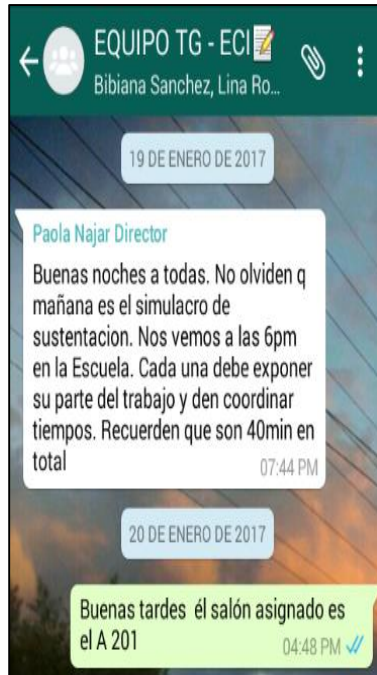 EQUIPO TG - ECI📝
Bibiana Sanchez, Lina Ro...
19 DE ENERO DE 2017
Paola Najar Director
Buenas noches a todas. No olviden q
mañana es el simulacro de
sustentacion. Nos vemos a las 6pm
en la Escuela. Cada una debe exponer
su parte del trabajo y den coordinar
tiempos. Recuerden que son 40min en
total
07:44 PM
20 DE ENERO DE 2017
Buenas tardes él salón asignado es
el A 201
04:48 PM